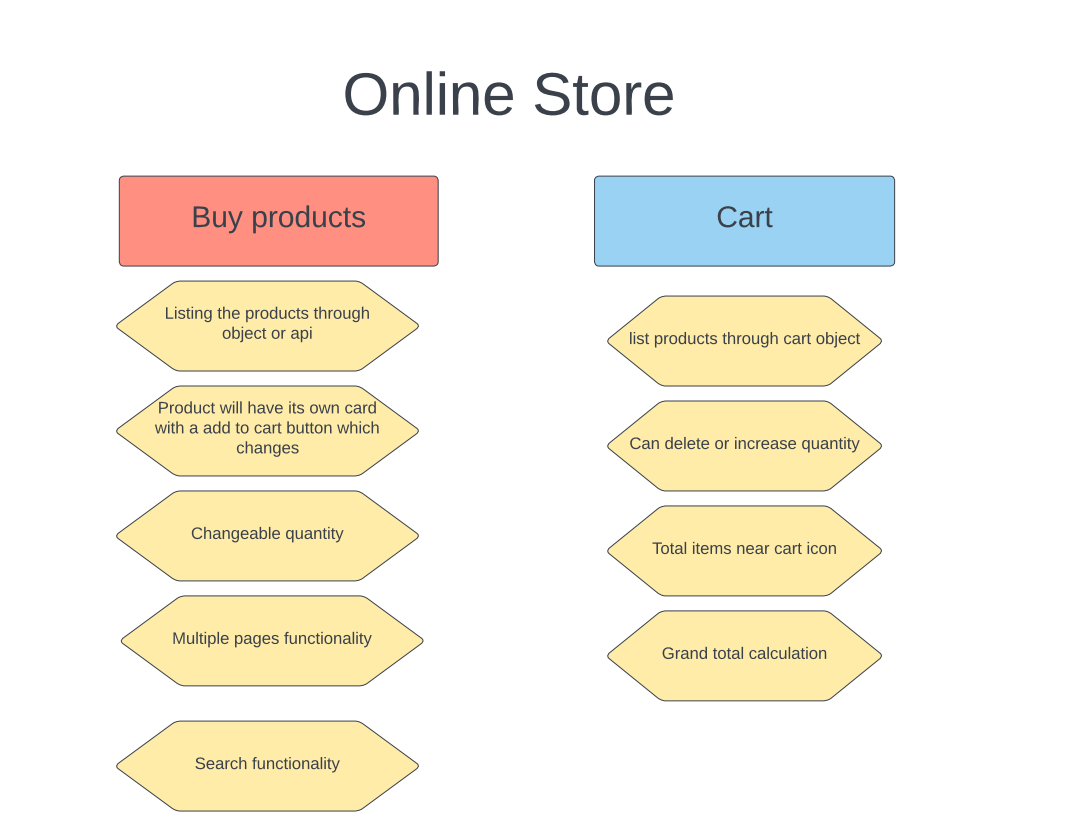 Online Store
Buy products
Listing the products through
object or api
Product will have its own card
with a add to cart button which
changes
Changeable quantity
Multiple pages functionality
Search functionality
Cart
list products through cart object
Can delete or increase quantity
Total items near cart icon
Grand total calculation